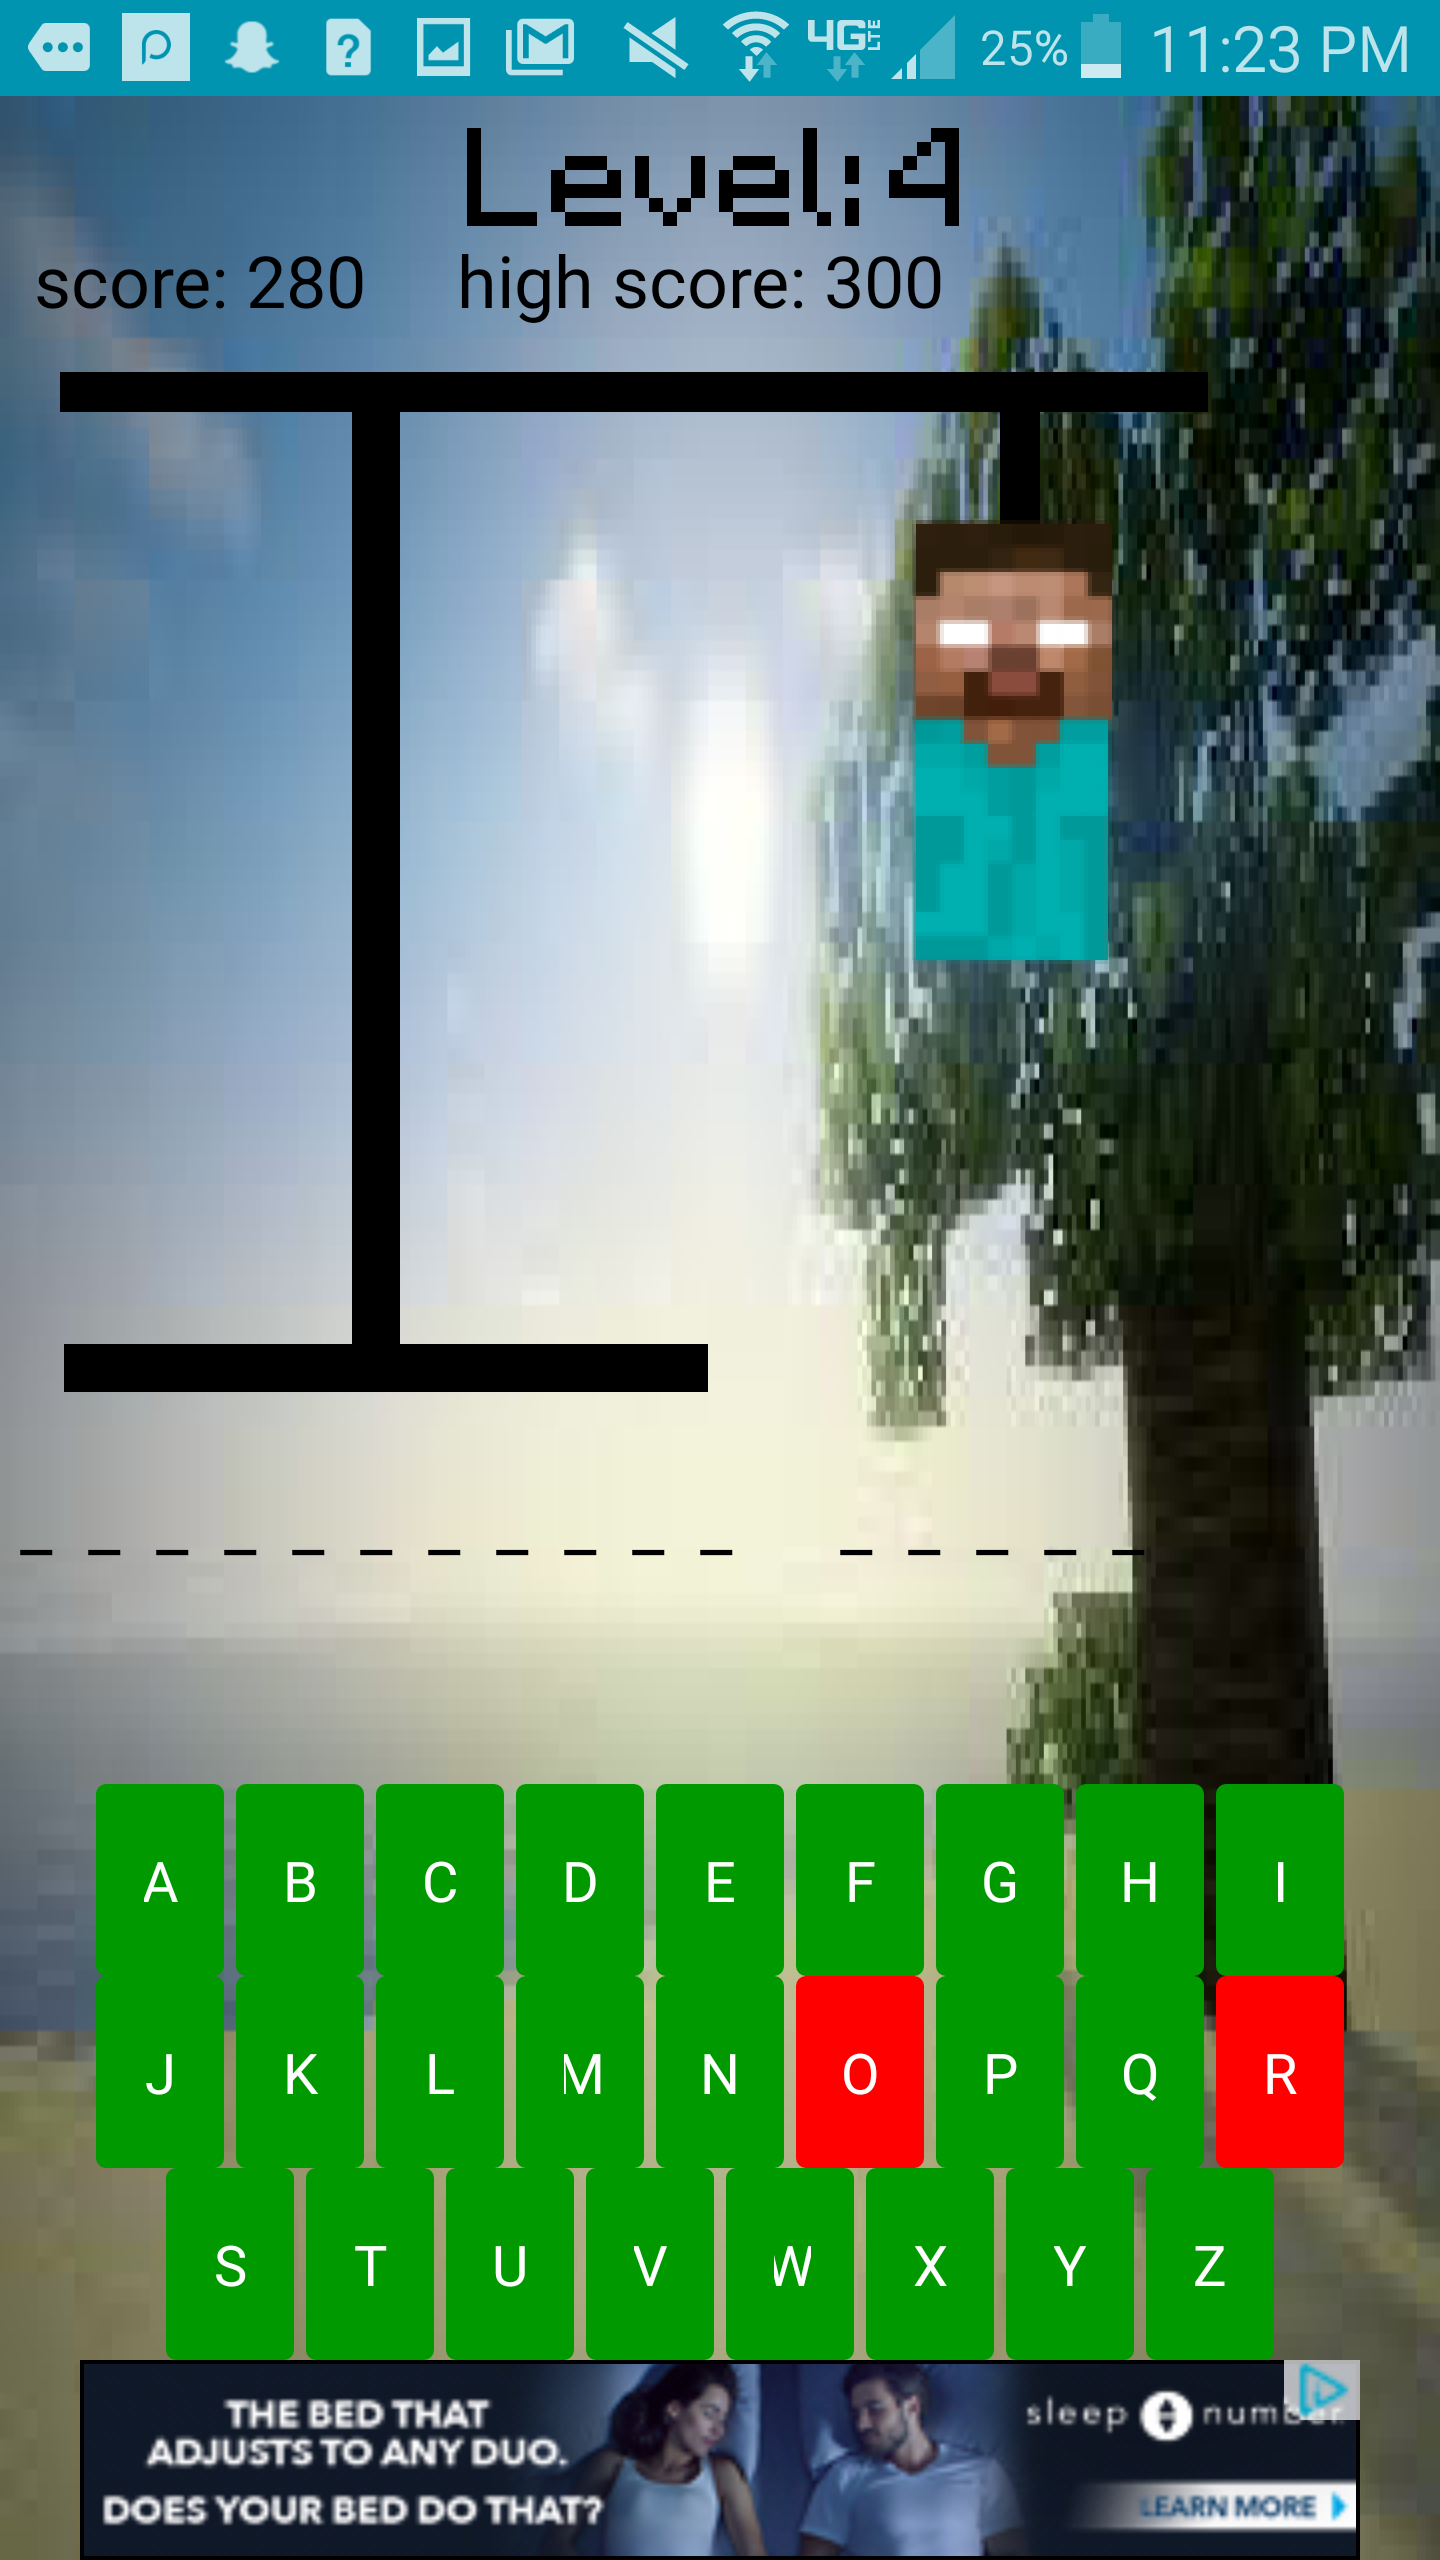 4G LTE 25% 11:23 PM
Level:4
score: 280 high score: 300
_ _ _ _ _ _ _ _ _ _ _ _ _ _ _ _
A B C D E F G H I
J K L M N O P Q R
S T U V W X Y Z
THE BED THAT
ADJUSTS TO ANY DUO.
DOES YOUR BED DO THAT?
sleep number.
LEARN MORE